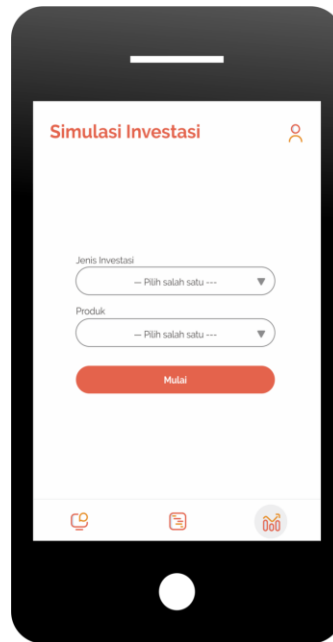 Simulasi Investasi
Jenis Investasi
— Pilih salah satu ---
Produk
— Pilih salah satu ---
Mulai